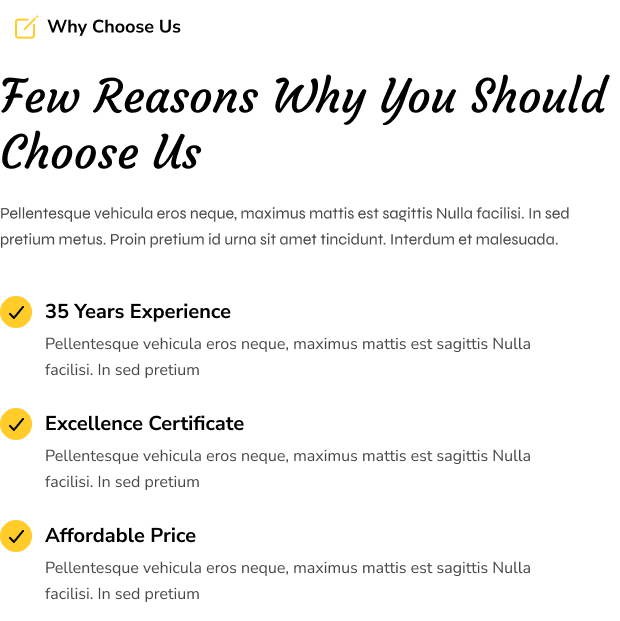 Why Choose Us
Few Reasons Why You Should
Choose Us
Pellentesque vehicula eros neque, maximus mattis est sagittis Nulla facilisi. In sed
pretium metus. Proin pretium id urna sit amet tincidunt. Interdum et malesuada.
35 Years Experience
Pellentesque vehicula eros neque, maximus mattis est sagittis Nulla
facilisi. In sed pretium
Excellence Certificate
Pellentesque vehicula eros neque, maximus mattis est sagittis Nulla
facilisi. In sed pretium
Affordable Price
Pellentesque vehicula eros neque, maximus mattis est sagittis Nulla
facilisi. In sed pretium